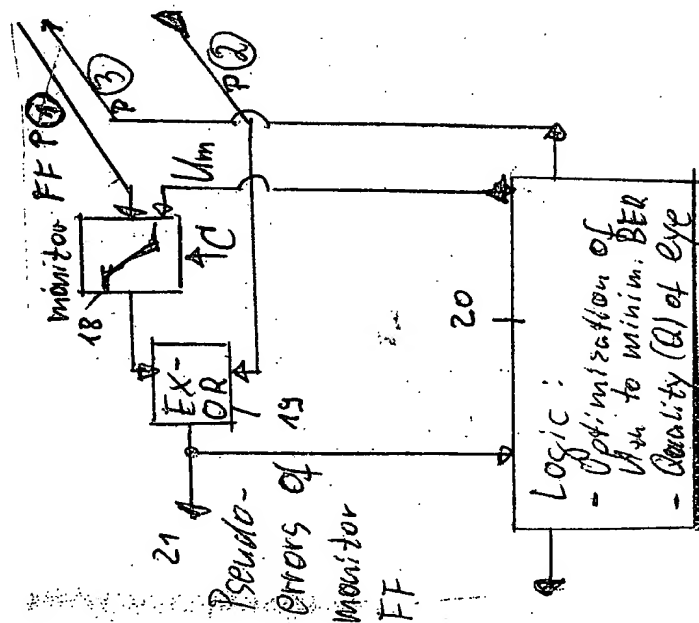 monitor FF P
3
P
2
P
Um
C
18
EX-
OR
19
20
21
Pseudo-
errors of
monitor
FF
Logic:
- Optimization of
Um to minim. BER
- Quality (Q) of eye